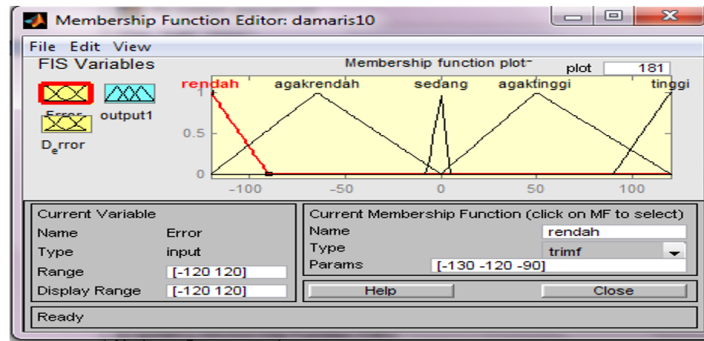 Membership Function Editor: damaris10
File Edit View
FIS Variables
Membership function plots
plot
181
rendah agakrendah sedang agaktinggi tinggi
1
0.5
0
-100 -50 0 50 100
Error
output1
D_error
Current Variable
Name Error
Type input
Range [-120 120]
Display Range [-120 120]
Current Membership Function (click on MF to select)
Name rendah
Type trimf
Params [-130 -120 -90]
Help
Close
Ready